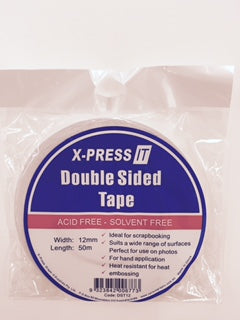 X-PRESS IT
Double Sided
Tape
ACID FREE - SOLVENT FREE
Width: 12mm
Length: 50m
✓ Ideal for scrapbooking
✓ Suits a wide range of surfaces
Perfect for use on photos
✓ For hand application
✓ Heat resistant for heat
embossing
Code: DST12